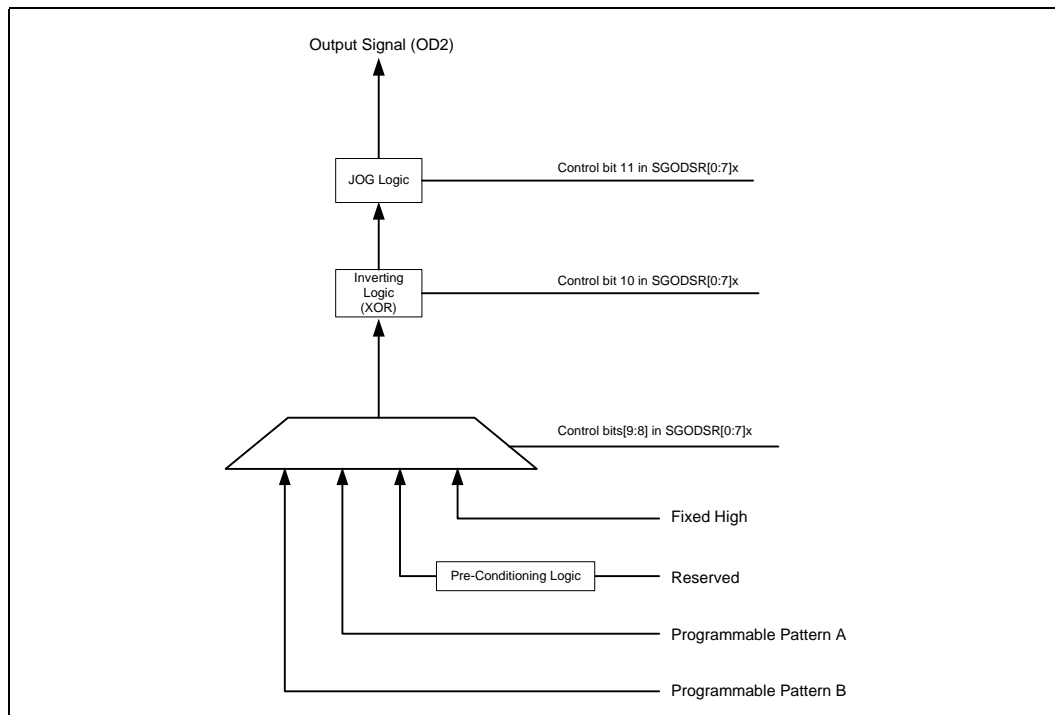 Output Signal (OD2)
JOG Logic
Control bit 11 in SGODSR[0:7]x
Inverting
Logic
(XOR)
Control bit 10 in SGODSR[0:7]x
Control bits[9:8] in SGODSR[0:7]x
Fixed High
Pre-Conditioning Logic
Reserved
Programmable Pattern A
Programmable Pattern B